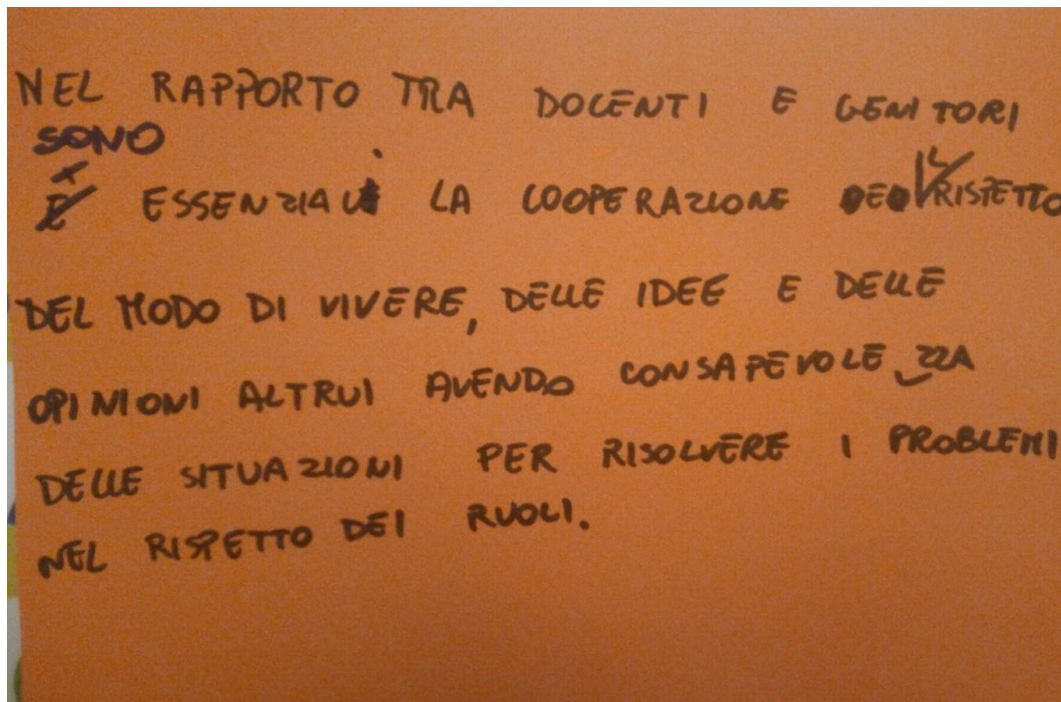 NEL RAPPORTO TRA DOCENTI E GENITORI
SONO
ESSENZIALI LA COOPERAZIONE E IL RISPETTO
DEL MODO DI VIVERE, DELLE IDEE E DELLE
OPINIONI ALTRUI AVENDO CONSAPEVOLEZZA
DELLE SITUAZIONI PER RISOLVERE I PROBLEMI
NEL RISPETTO DEI RUOLI.